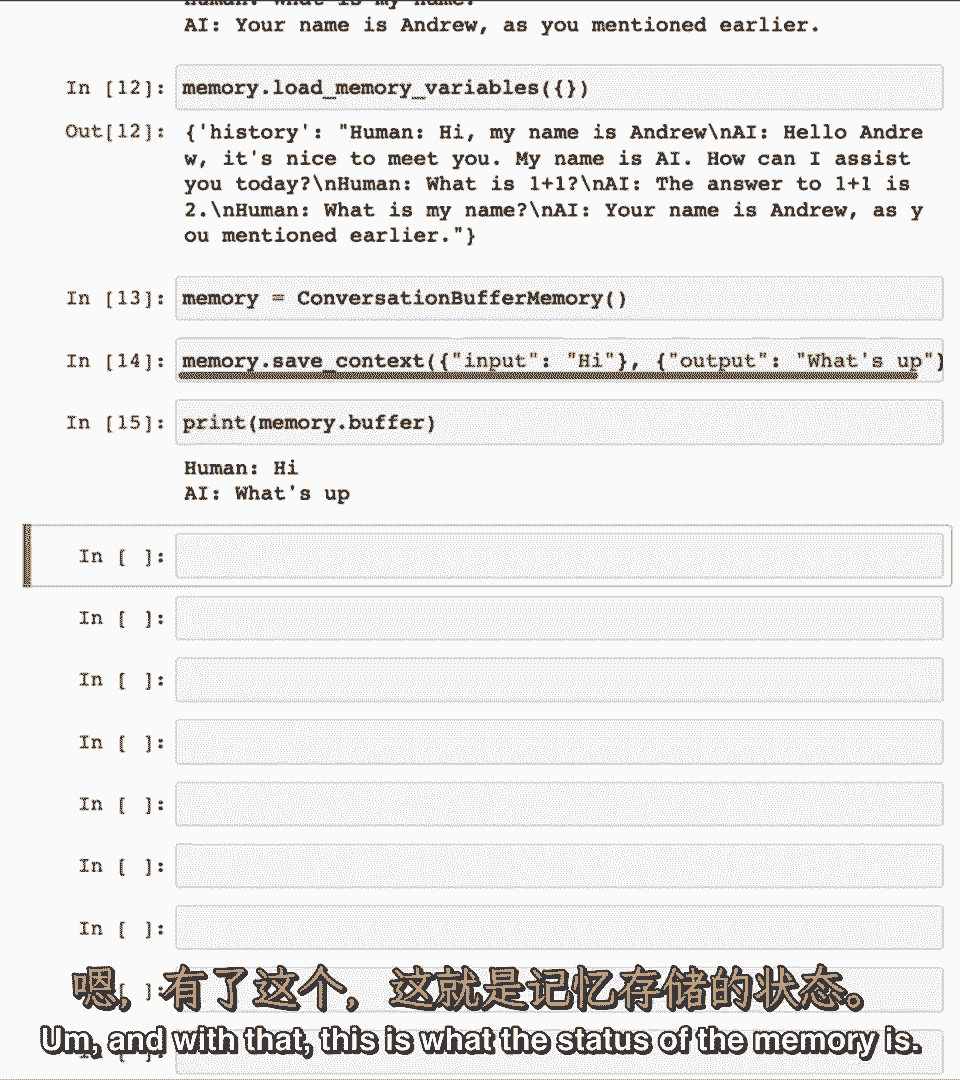 Human: What is my name?
AI: Your name is Andrew, as you mentioned earlier.
In [12]: memory.load_memory_variables({})
Out[12]: {'history': "Human: Hi, my name is Andrew\nAI: Hello Andre
w, it's nice to meet you. My name is AI. How can I assist
you today?\nHuman: What is 1+1?\nAI: The answer to 1+1 is
2.\nHuman: What is my name?\nAI: Your name is Andrew, as y
ou mentioned earlier."}
In [13]: memory = ConversationBufferMemory()
In [14]: memory.save_context({"input": "Hi"}, {"output": "What's up"}
In [15]: print(memory.buffer)
Human: Hi
AI: What's up
In [ ]:
In [ ]:
In [ ]:
In [ ]:
In [ ]:
In [ ]:
In [ ]:
嗯，有了这个，这就是记忆存储的状态。
Um, and with that, this is what the status of the memory is.